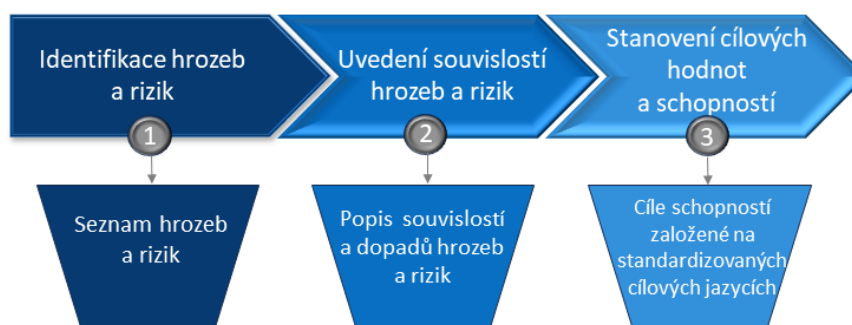 Identifikace hrozeb
a rizik
Uvedení souvislostí
hrozeb a rizik
Stanovení cílových
hodnot
a schopností
1
2
3
Seznam hrozeb
a rizik
Popis souvislostí
a dopadů hrozeb
a rizik
Cíle schopností
založené na
standardizovaných
cílových jazycích